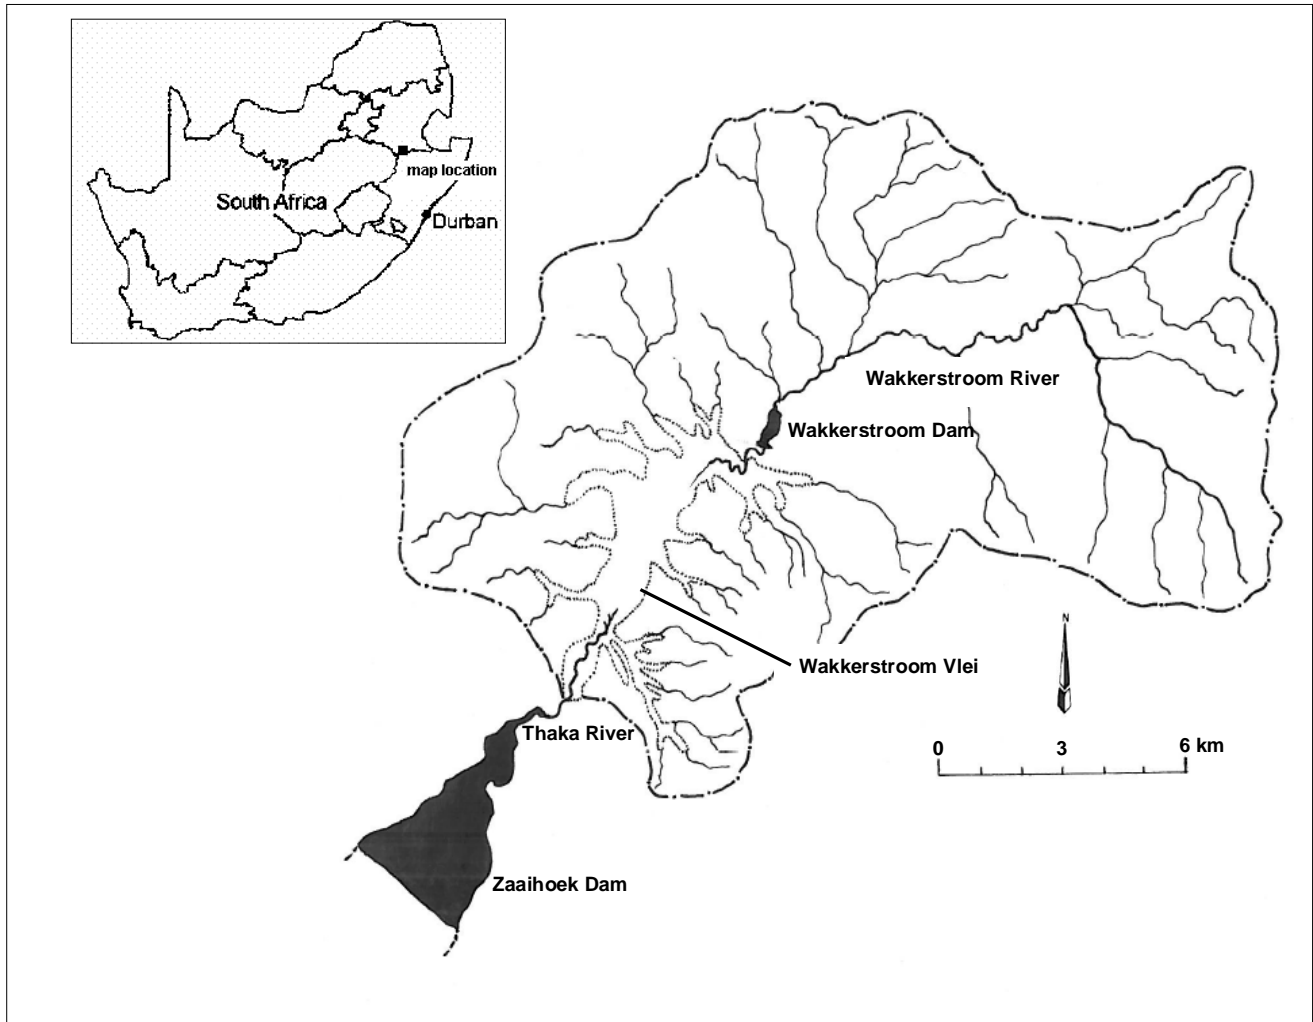 map location
South Africa
Durban
Wakkerstroom River
Wakkerstroom Dam
N
Wakkerstroom Vlei
Thaka River
0 3 6 km
Zaaihoek Dam